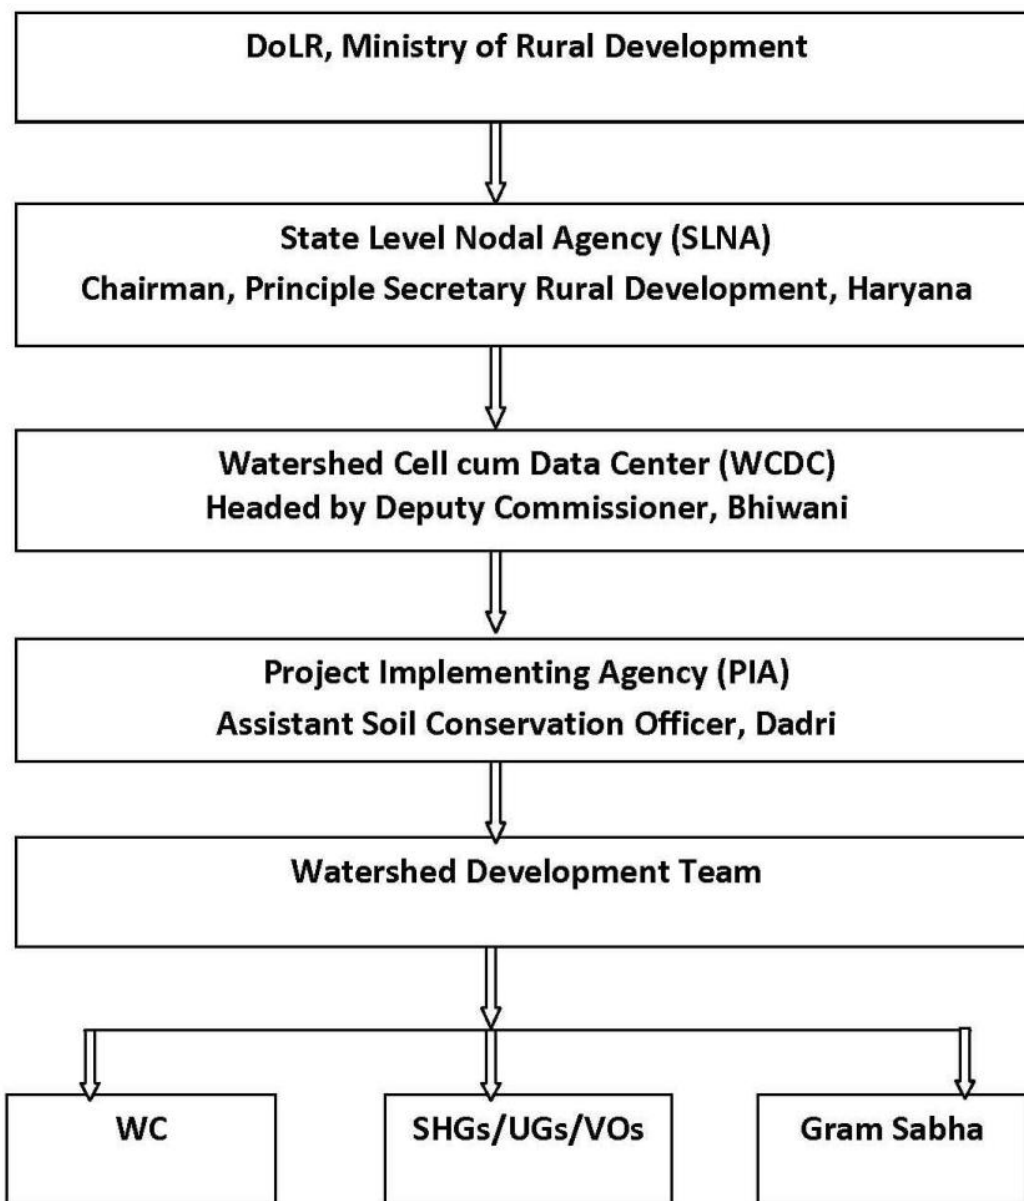 DoLR, Ministry of Rural Development
State Level Nodal Agency (SLNA)
Chairman, Principle Secretary Rural Development, Haryana
Watershed Cell cum Data Center (WCDC)
Headed by Deputy Commissioner, Bhiwani
Project Implementing Agency (PIA)
Assistant Soil Conservation Officer, Dadri
Watershed Development Team
WC
SHGs/UGs/VOs
Gram Sabha